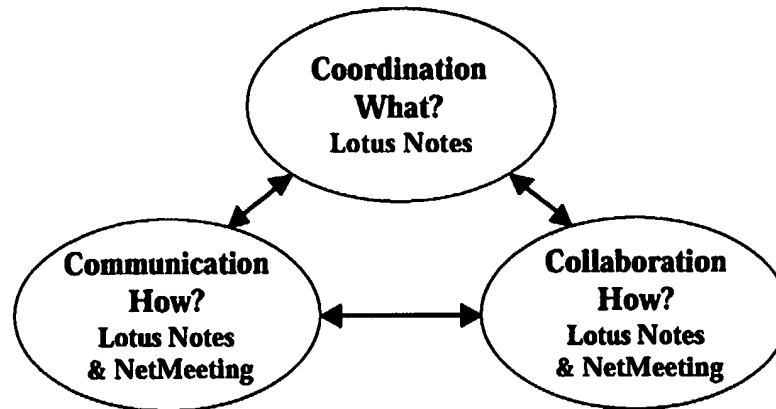 Coordination
What?
Lotus Notes
Communication
How?
Lotus Notes
& NetMeeting
Collaboration
How?
Lotus Notes
& NetMeeting